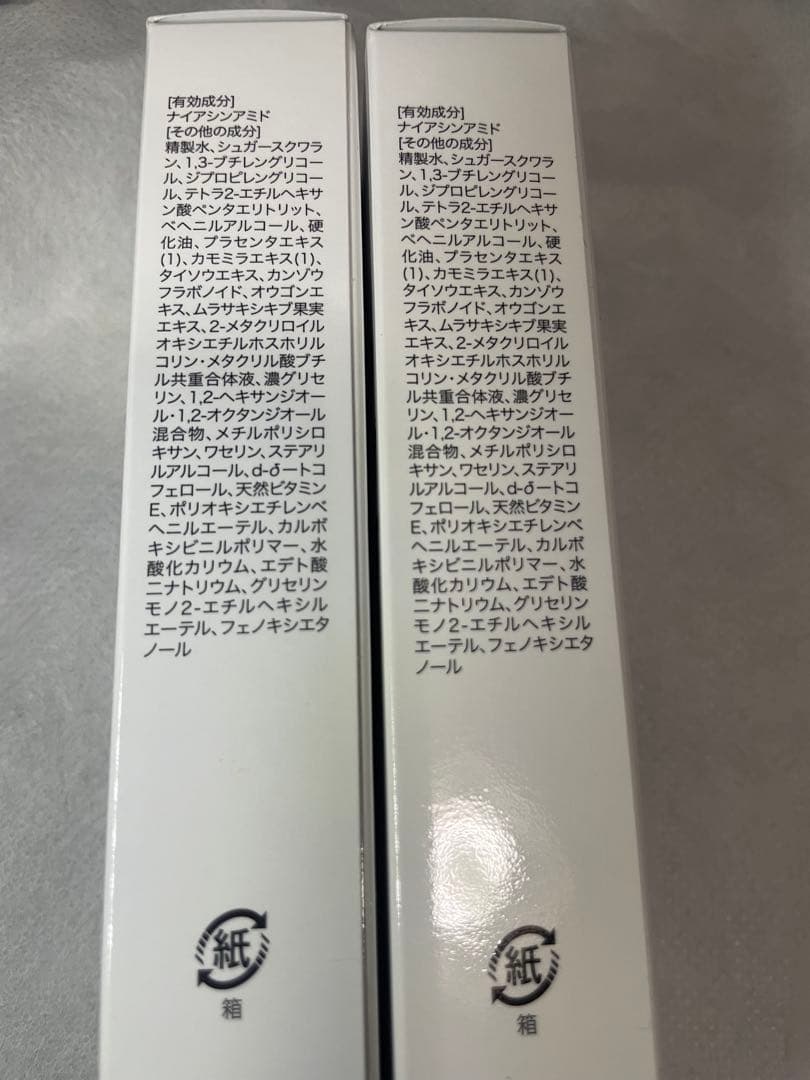 [有効成分]
ナイアシンアミド
[その他の成分]
精製水、シュガースクワラ
ン、1,3-ブチレングリコー
ル、ジプロピレングリコー
ル、テトラ2-エチルヘキサ
ン酸ペンタエリトリット、
ベヘニルアルコール、硬
化油、プラセンタエキス
(1)、カモミラエキス(1)、
タイソウエキス、カンゾウ
フラボノイド、オウゴンエ
キス、ムラサキシキブ果実
エキス、2-メタクリロイル
オキシエチルホスホリル
コリン・メタクリル酸ブチ
ル共重合体液、濃グリセ
リン、1,2-ヘキサンジオー
ル・1,2-オクタンジオール
混合物、メチルポリシロ
キサン、ワセリン、ステアリ
ルアルコール、d-δートコ
フェロール、天然ビタミン
E、ポリオキシエチレンベ
ヘニルエーテル、カルボ
キシビニルポリマー、水
酸化カリウム、エデト酸
二ナトリウム、グリセリン
モノ2-エチルヘキシル
エーテル、フェノキシエタ
ノール
紙
箱
[有効成分]
ナイアシンアミド
[その他の成分]
精製水、シュガースクワラ
ン、1,3-ブチレングリコー
ル、ジプロピレングリコー
ル、テトラ2-エチルヘキサ
ン酸ペンタエリトリット、
ベヘニルアルコール、硬
化油、プラセンタエキス
(1)、カモミラエキス(1)、
タイソウエキス、カンゾウ
フラボノイド、オウゴンエ
キス、ムラサキシキブ果実
エキス、2-メタクリロイル
オキシエチルホスホリル
コリン・メタクリル酸ブチ
ル共重合体液、濃グリセ
リン、1,2-ヘキサンジオー
ル・1,2-オクタンジオール
混合物、メチルポリシロ
キサン、ワセリン、ステアリ
ルアルコール、d-δートコ
フェロール、天然ビタミン
E、ポリオキシエチレンベ
ヘニルエーテル、カルボ
キシビニルポリマー、水
酸化カリウム、エデト酸
二ナトリウム、グリセリン
モノ2-エチルヘキシル
エーテル、フェノキシエタ
ノール
紙
箱